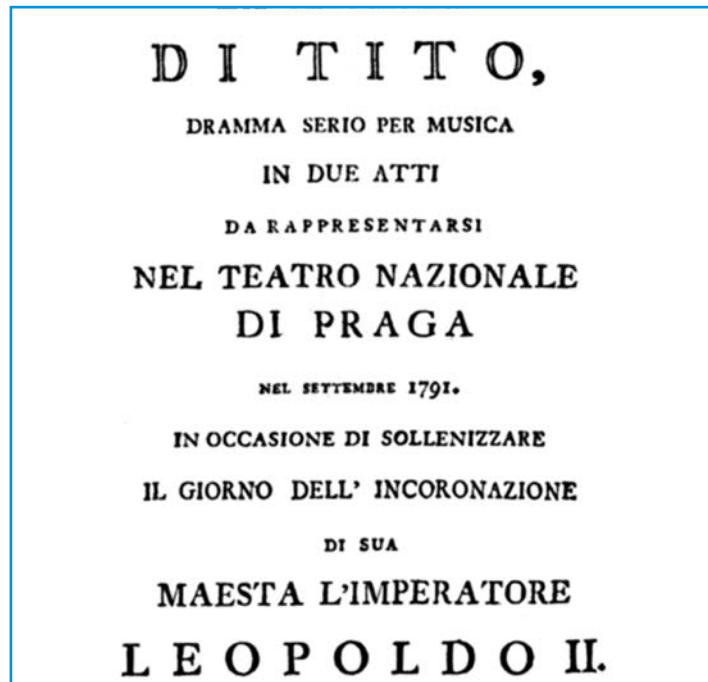 DI TITO,
DRAMMA SERIO PER MUSICA
IN DUE ATTI
DA RAPPRESENTARSI
NEL TEATRO NAZIONALE
DI PRAGA
NEL SETTEMBRE 1791.
IN OCCASIONE DI SOLLENIZZARE
IL GIORNO DELL' INCORONAZIONE
DI SUA
MAESTA L'IMPERATORE
LEOPOLDO II.